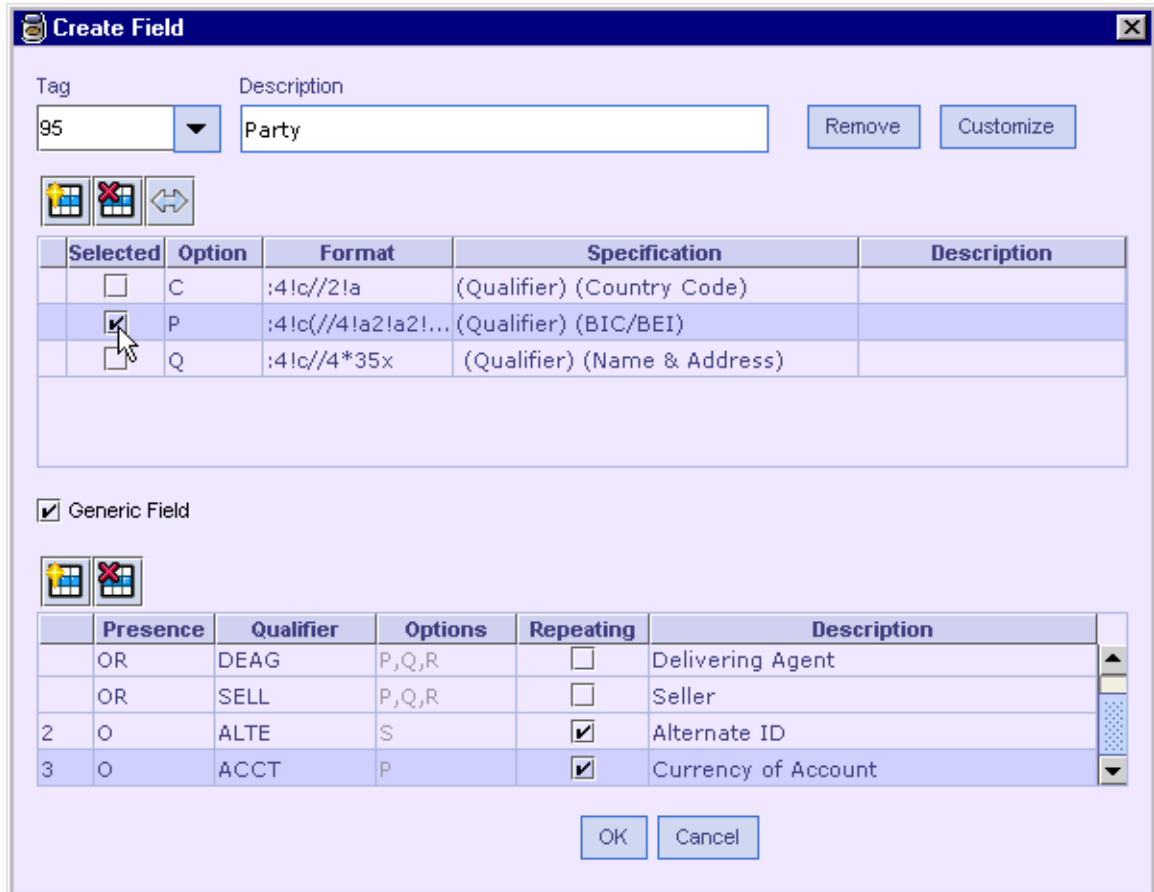 Create Field
Tag Description
95 Party Remove Customize
Selected Option Format Specification Description
C :4!c//2!a (Qualifier) (Country Code)
P :4!c(//4!a2!a2!... (Qualifier) (BIC/BEI)
Q :4!c//4*35x (Qualifier) (Name & Address)
Generic Field
Presence Qualifier Options Repeating Description
OR DEAG P,Q,R Delivering Agent
OR SELL P,Q,R Seller
2 O ALTE S Alternate ID
3 O ACCT P Currency of Account
OK Cancel